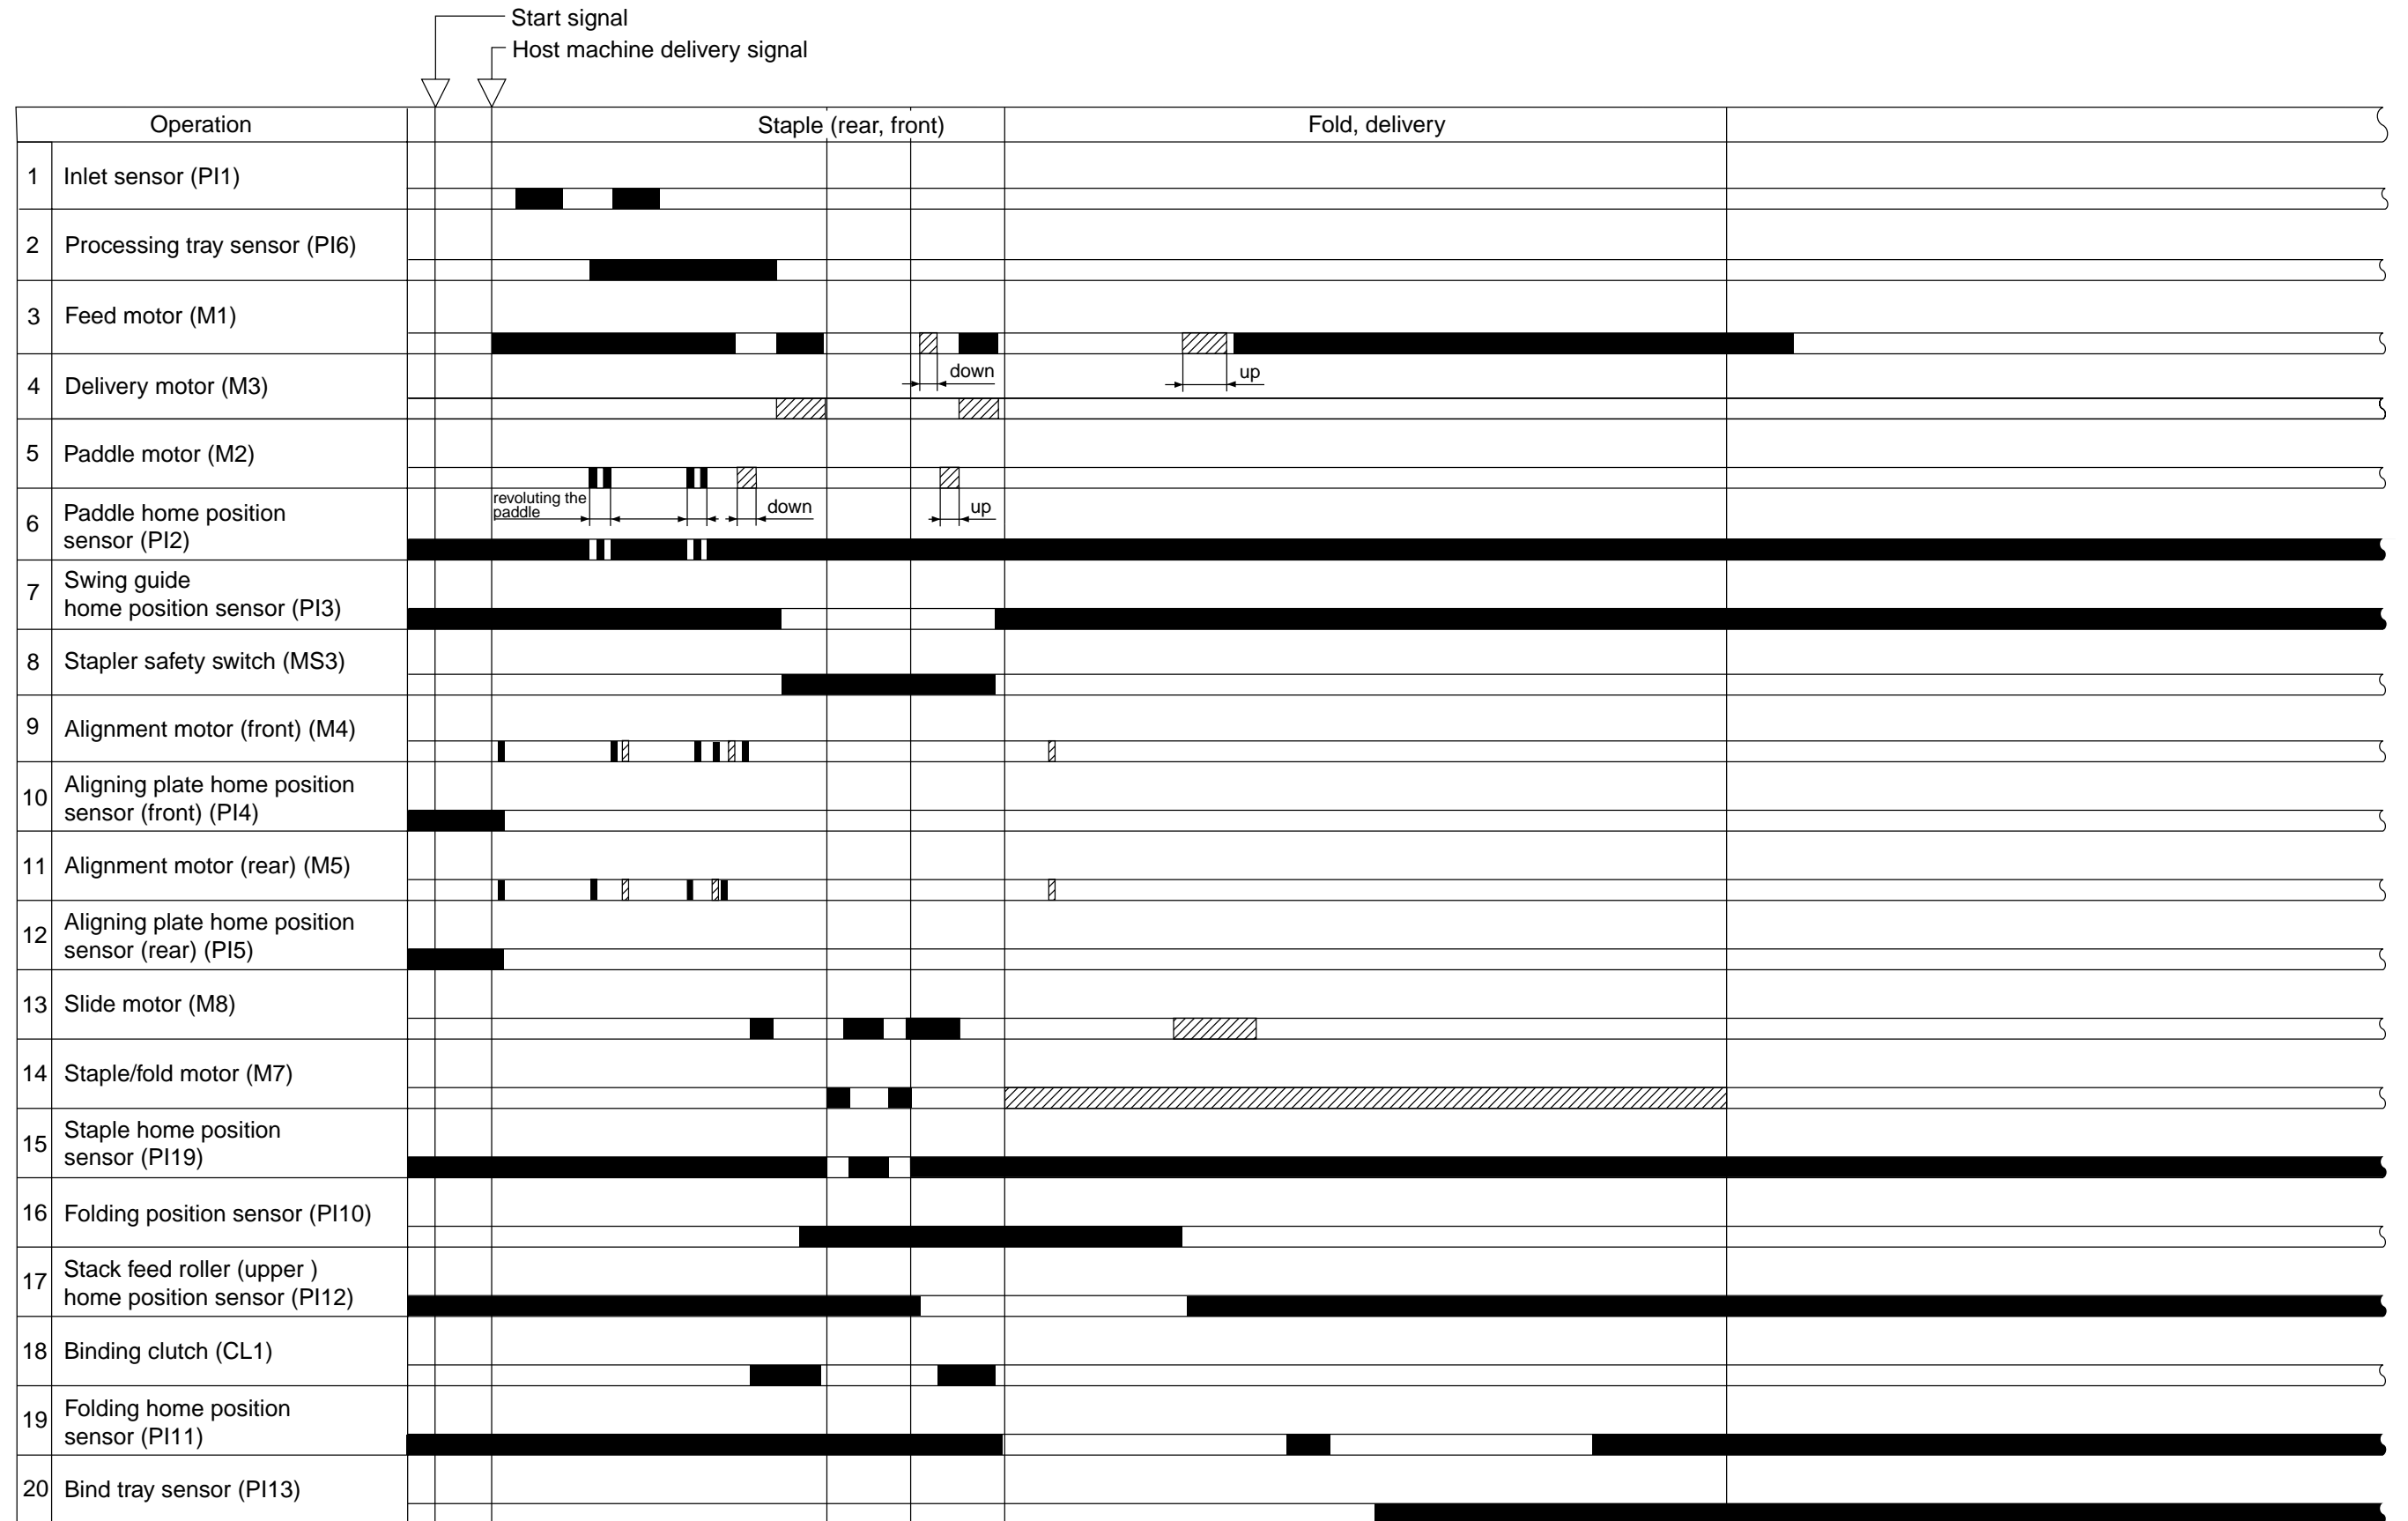 Start signal
Host machine delivery signal
Operation
Staple (rear, front)
Fold, delivery
1 Inlet sensor (PI1)
2 Processing tray sensor (PI6)
3 Feed motor (M1)
down
up
4 Delivery motor (M3)
5 Paddle motor (M2)
revoluting the
paddle
down
up
6 Paddle home position
sensor (PI2)
7 Swing guide
home position sensor (PI3)
8 Stapler safety switch (MS3)
9 Alignment motor (front) (M4)
10 Aligning plate home position
sensor (front) (PI4)
11 Alignment motor (rear) (M5)
12 Aligning plate home position
sensor (rear) (PI5)
13 Slide motor (M8)
14 Staple/fold motor (M7)
15 Staple home position
sensor (PI19)
16 Folding position sensor (PI10)
17 Stack feed roller (upper )
home position sensor (PI12)
18 Binding clutch (CL1)
19 Folding home position
sensor (PI11)
20 Bind tray sensor (PI13)